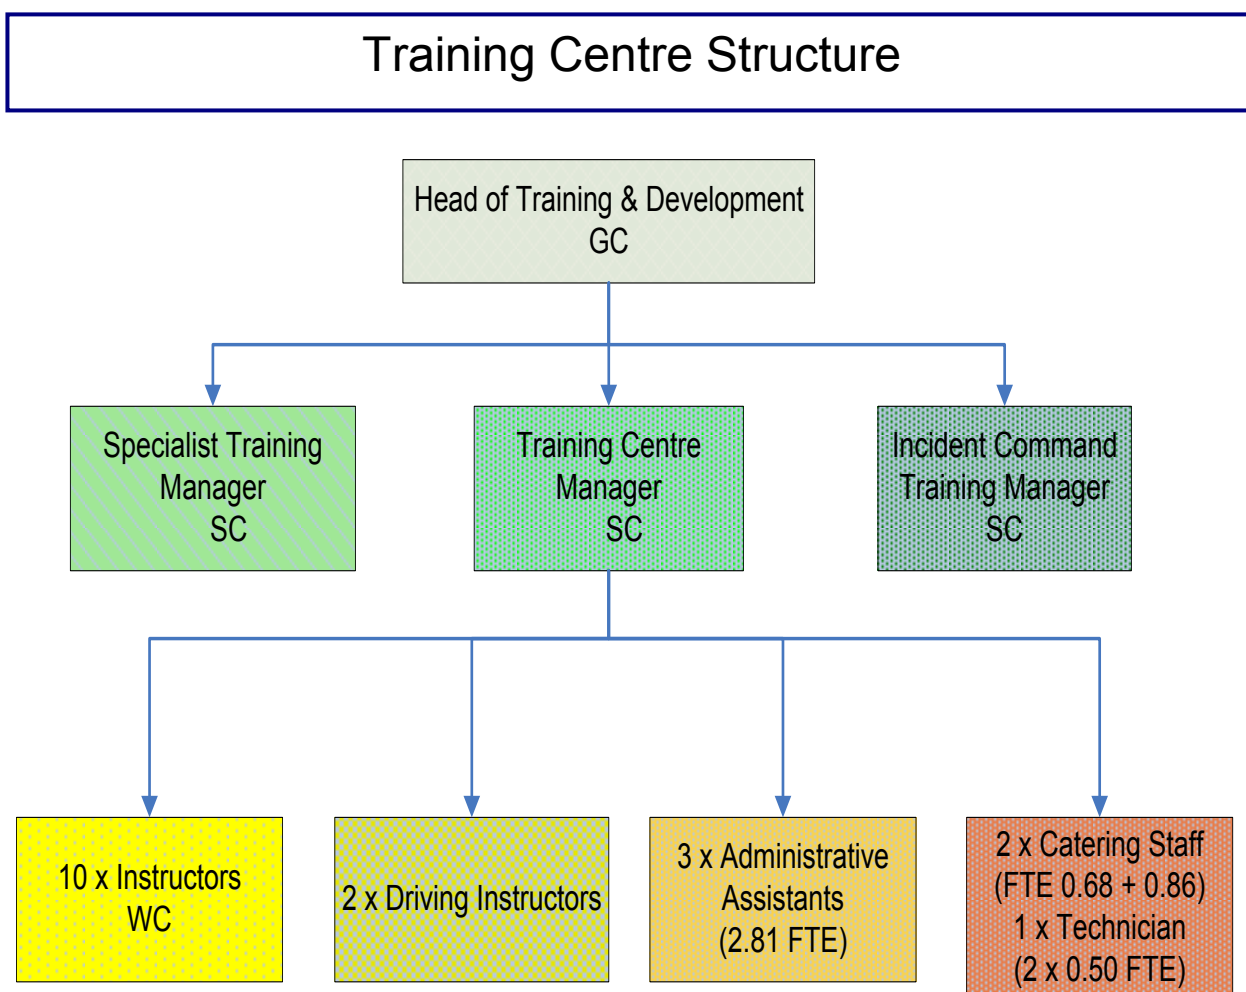 Training Centre Structure
Head of Training & Development
GC
Specialist Training
Manager
SC
Training Centre
Manager
SC
Incident Command
Training Manager
SC
10 x Instructors
WC
2 x Driving Instructors
3 x Administrative
Assistants
(2.81 FTE)
2 x Catering Staff
(FTE 0.68 + 0.86)
1 x Technician
(2 x 0.50 FTE)